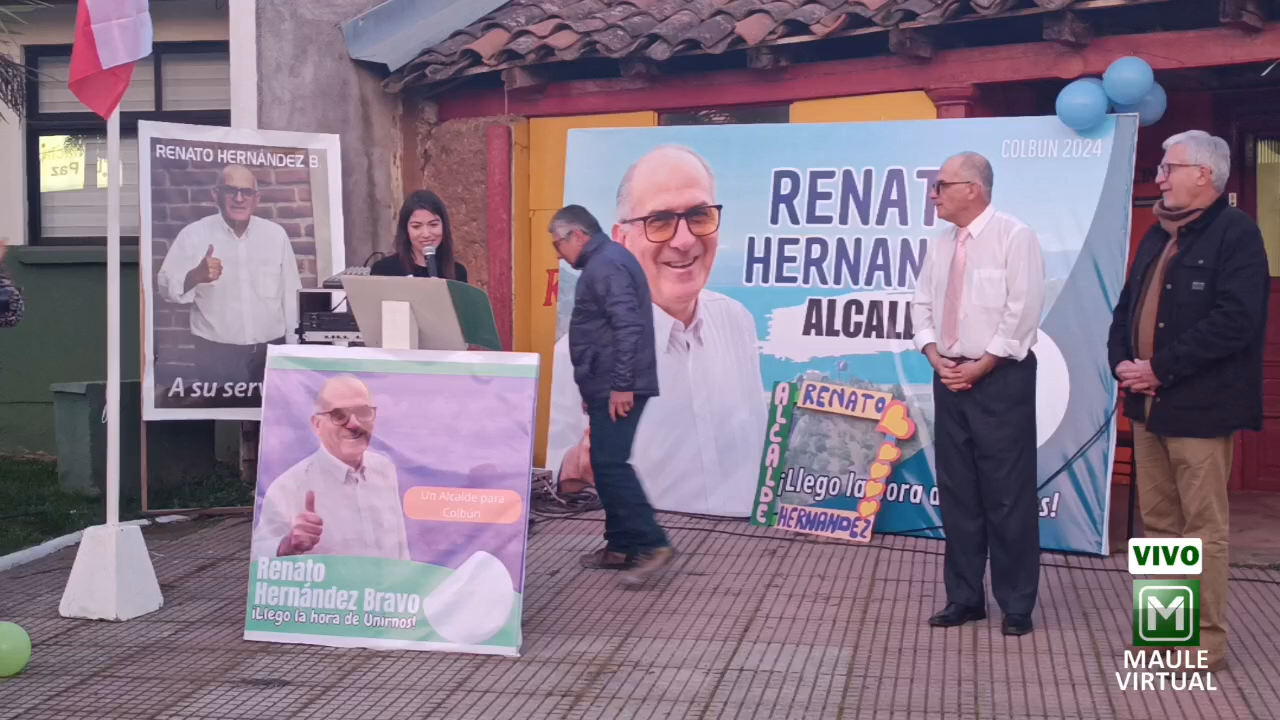 RENATO HERNÁNDEZ B
A su serv
Un Alcalde para
Colbún
Renato
Hernández Bravo
¡Llego la hora de Unirnos!
COLBUN 2024
RENAT
HERNAN
ALCALD
RENATO
ALCALDE
HERNANDEZ
¡Llego la hora d
s!
Paz
VIVO
M
MAULE
VIRTUAL